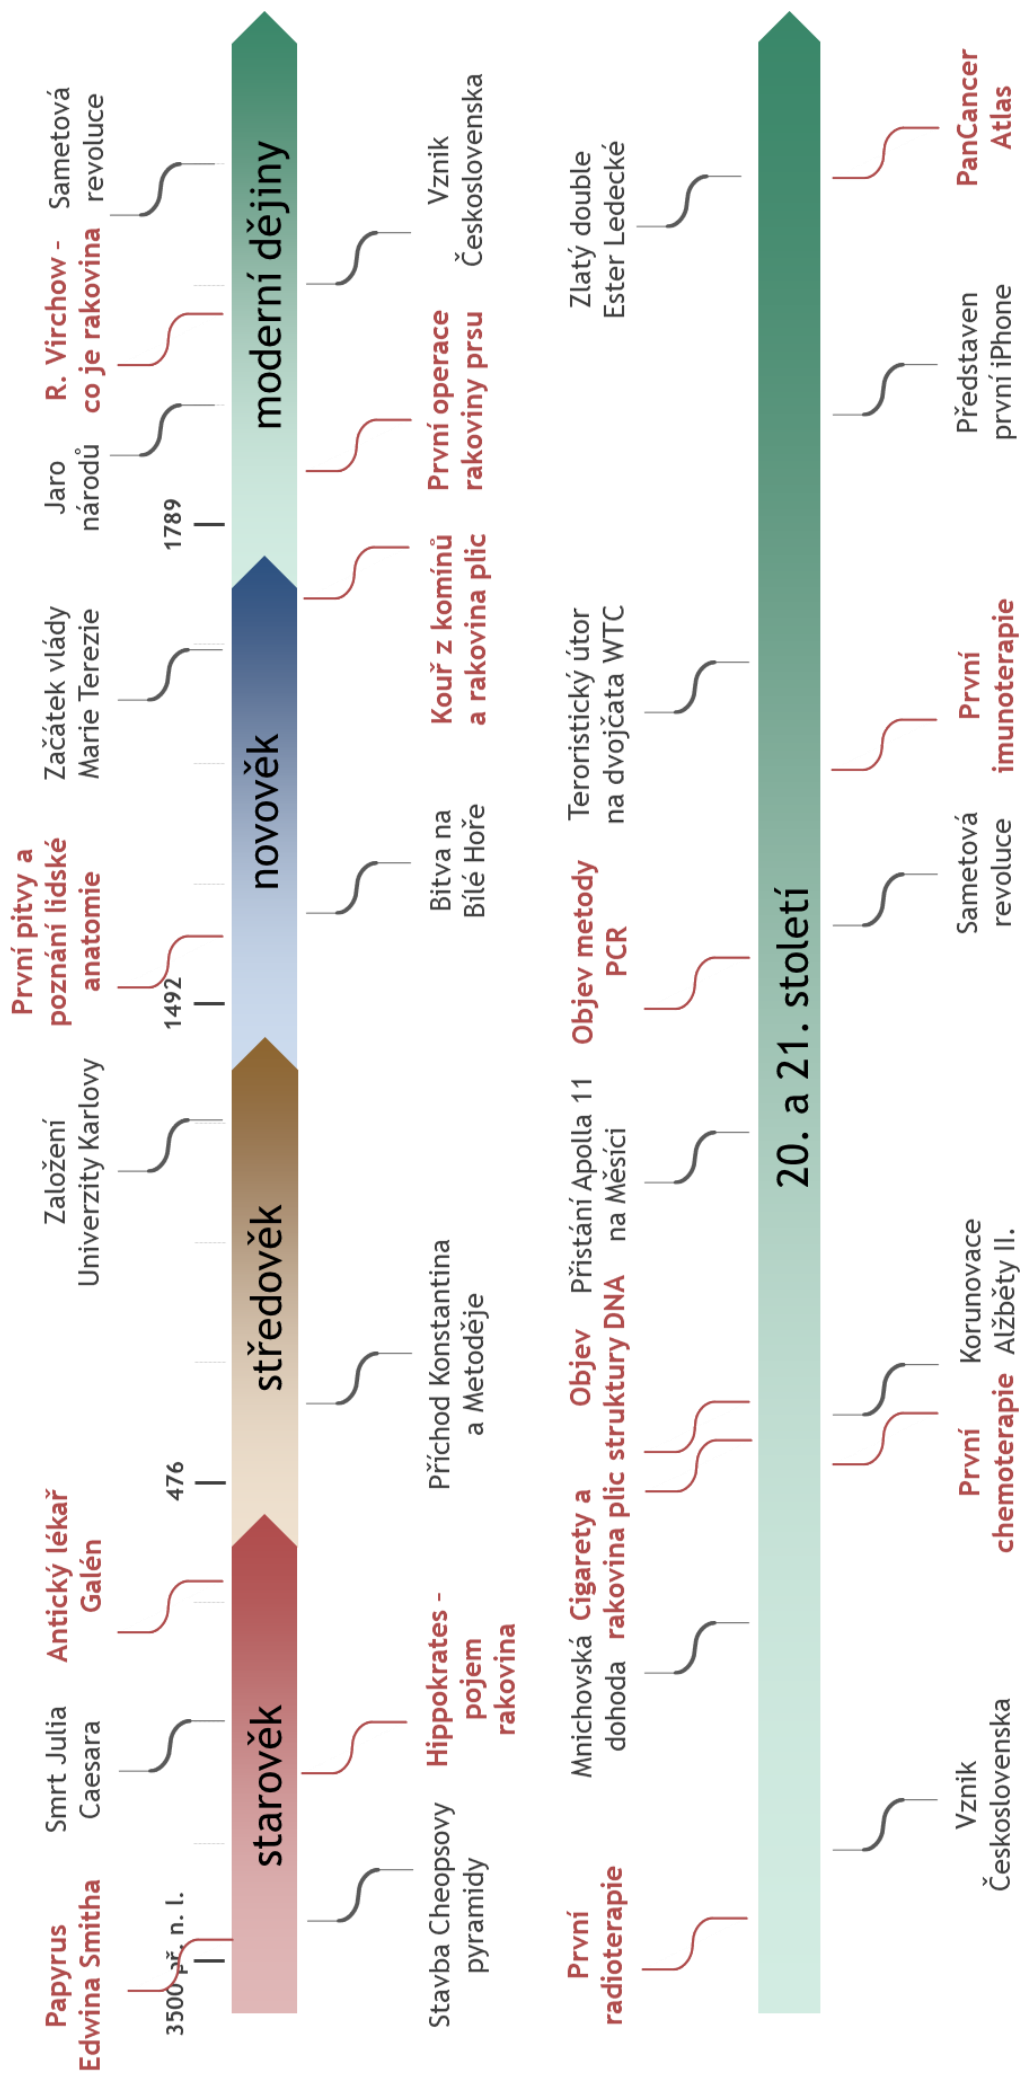 Papyrus
Edwina Smitha
Smrt Julia
Caesara
Antický lékař
Galén
Založení
Univerzity Karlovy
První pitvy a
poznání lidské
anatomie
Začátek vlády
Marie Terezie
Jaro
národů
R. Virchow -
co je rakovina
Sametová
revoluce
3500 př. n. l.
476
1492
1789
starověk
středověk
novověk
moderní dějiny
Stavba Cheopsovy
pyramidy
Hippokrates -
pojem
rakovina
Příchod Konstantina
a Metoděje
Bitva na
Bílé Hoře
Kouř z komínů
a rakovina plic
První operace
rakoviny prsu
Vznik
Československa
První
radioterapie
Mnichovská
dohoda
Cigarety a
rakovina plic
Objev
struktury DNA
Přistání Apolla 11
na Měsíci
Objev metody
PCR
Teroristický útor
na dvojčata WTC
Zlatý double
Ester Ledecké
20. a 21. století
Vznik
Československa
První
chemoterapie
Korunovace
Alžběty II.
Sametová
revoluce
První
imunoterapie
Představen
první iPhone
PanCancer
Atlas